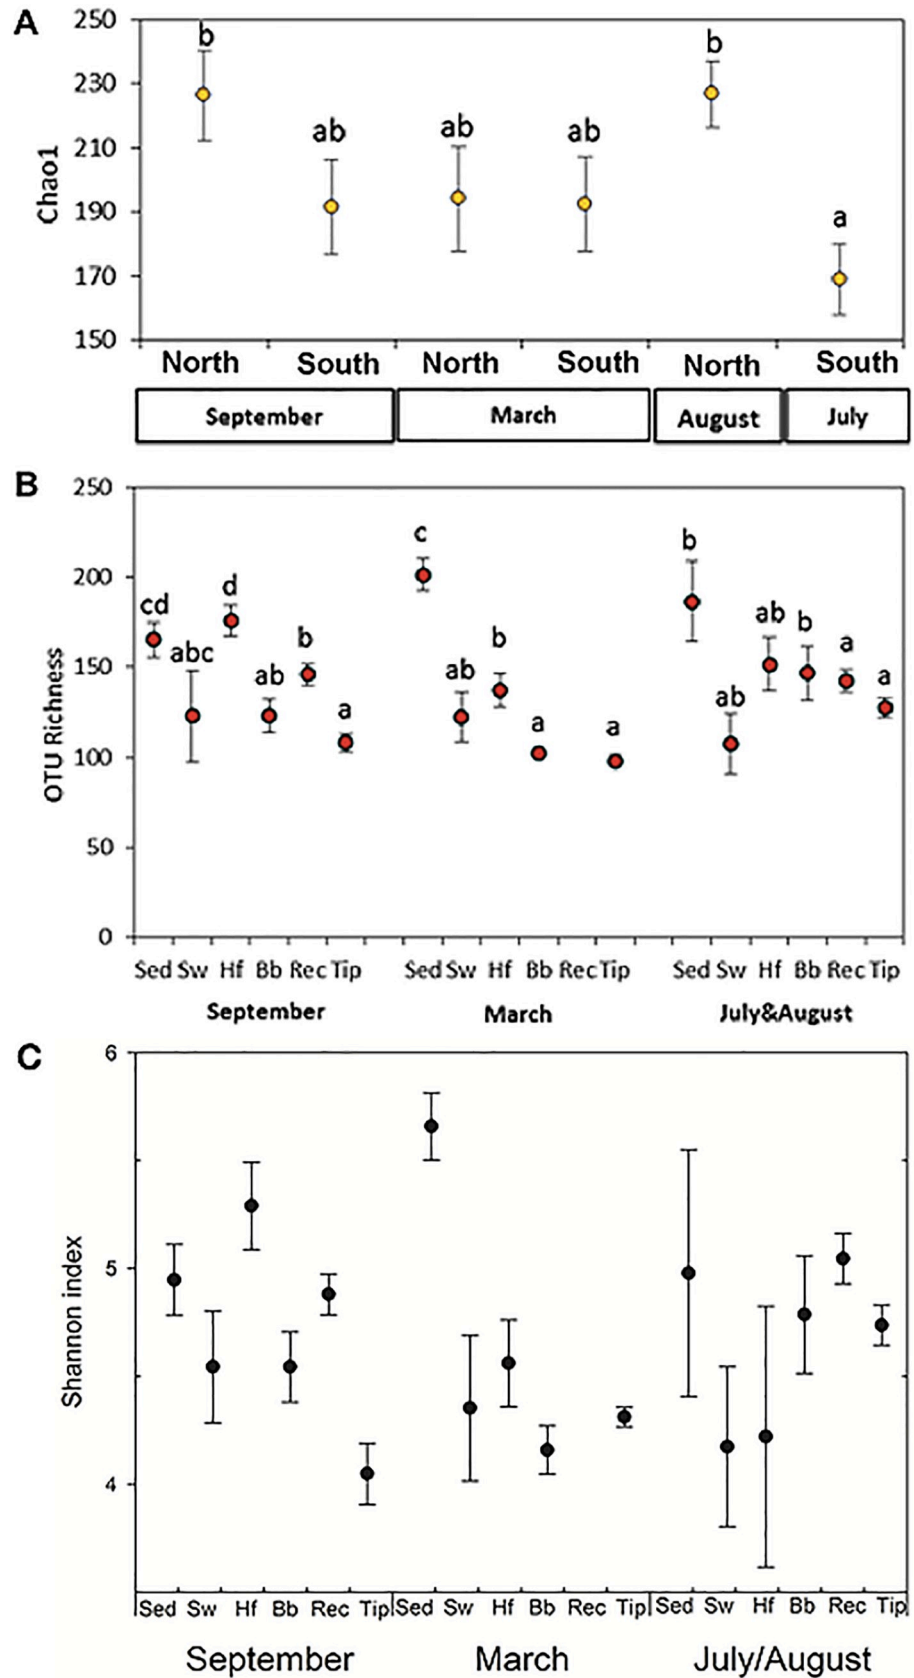 A
250
230
210
190
170
150
Chao1
b
ab
ab
ab
b
a
North South North South North South
September March August July
B
250
200
150
100
50
0
OTU Richness
cd
abc
d
ab
b
a
c
ab
b
a
a
b
ab
ab
b
a
a
Sed Sw Hf Bb Rec Tip Sed Sw Hf Bb Rec Tip Sed Sw Hf Bb Rec Tip
September March July&August
C
6
5
4
Shannon index
Sed Sw Hf Bb Rec Tip Sed Sw Hf Bb Rec Tip Sed Sw Hf Bb Rec Tip
September March July/August